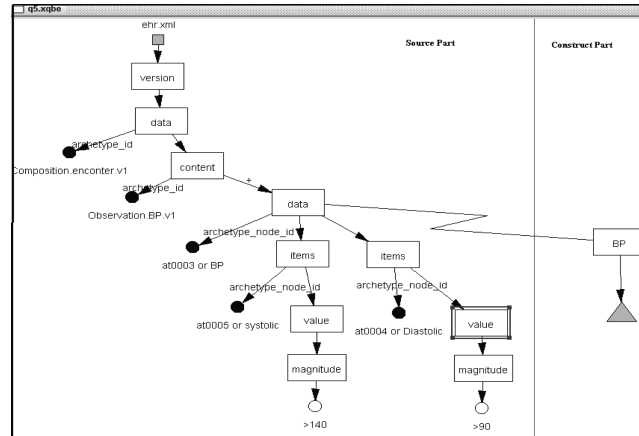 q5.xqbe
ehr.xml
Source Part
Construct Part
version
data
archetype_id
Composition.enconter.v1
content
archetype_id
Observation.BP.v1
+
data
archetype_node_id
at0003 or BP
items
items
BP
archetype_node_id
archetype_node_id
at0005 or systolic
value
at0004 or Diastolic
value
magnitude
magnitude
>140
>90